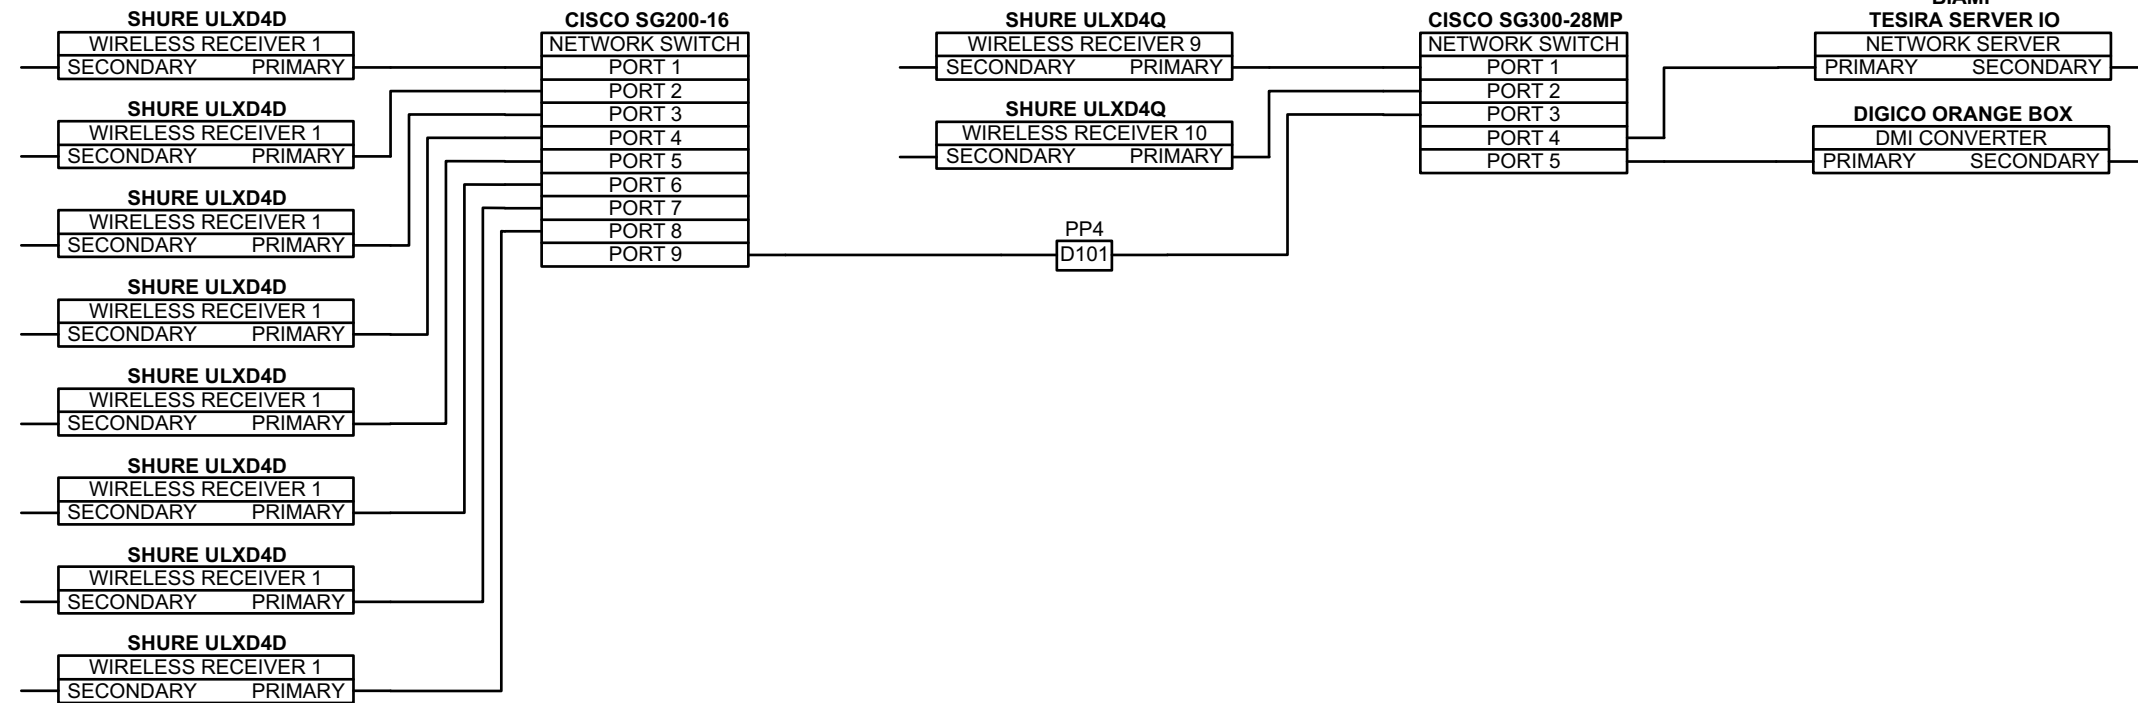 SHURE ULXD4D
WIRELESS RECEIVER 1
SECONDARY PRIMARY
SHURE ULXD4D
WIRELESS RECEIVER 1
SECONDARY PRIMARY
SHURE ULXD4D
WIRELESS RECEIVER 1
SECONDARY PRIMARY
SHURE ULXD4D
WIRELESS RECEIVER 1
SECONDARY PRIMARY
SHURE ULXD4D
WIRELESS RECEIVER 1
SECONDARY PRIMARY
SHURE ULXD4D
WIRELESS RECEIVER 1
SECONDARY PRIMARY
SHURE ULXD4D
WIRELESS RECEIVER 1
SECONDARY PRIMARY
SHURE ULXD4D
WIRELESS RECEIVER 1
SECONDARY PRIMARY
CISCO SG200-16
NETWORK SWITCH
PORT 1
PORT 2
PORT 3
PORT 4
PORT 5
PORT 6
PORT 7
PORT 8
PORT 9
SHURE ULXD4Q
WIRELESS RECEIVER 9
SECONDARY PRIMARY
SHURE ULXD4Q
WIRELESS RECEIVER 10
SECONDARY PRIMARY
PP4
D101
CISCO SG300-28MP
NETWORK SWITCH
PORT 1
PORT 2
PORT 3
PORT 4
PORT 5
BIAMP
TESIRA SERVER IO
NETWORK SERVER
PRIMARY SECONDARY
DIGICO ORANGE BOX
DMI CONVERTER
PRIMARY SECONDARY